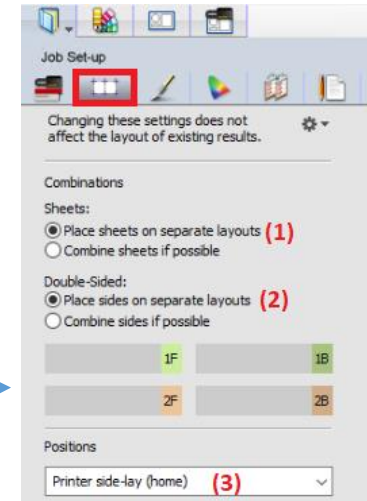 Job Set-up
Changing these settings does not
affect the layout of existing results.
Combinations
Sheets:
Place sheets on separate layouts (1)
Combine sheets if possible
Double-Sided:
Place sides on separate layouts (2)
Combine sides if possible
1F 1B
2F 2B
Positions
Printer side-lay (home) (3)